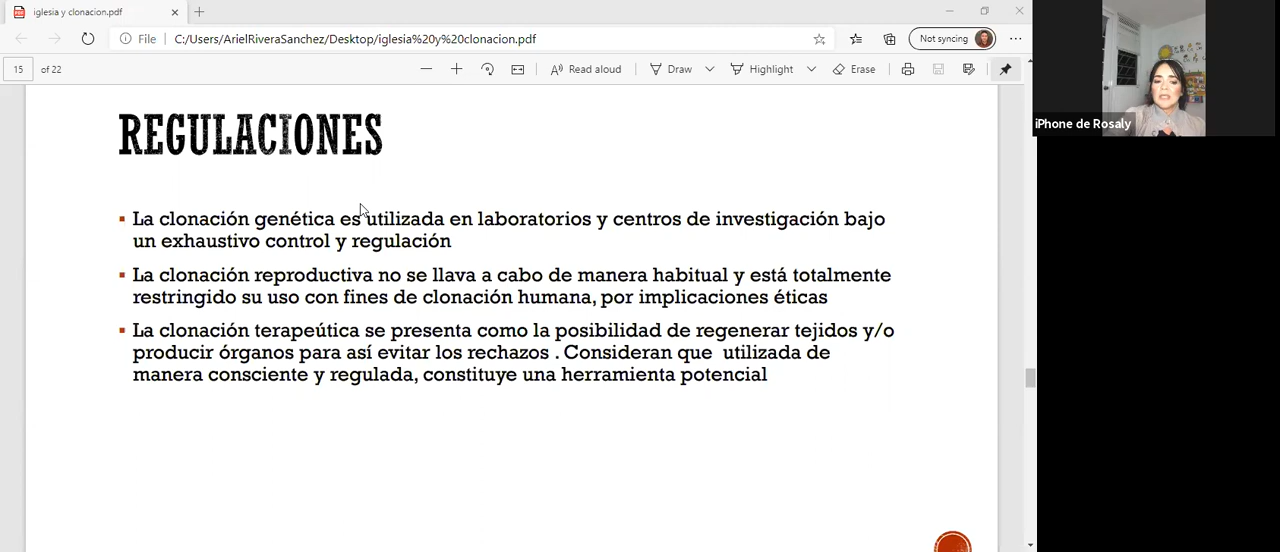 iglesia y clonacion.pdf
File
C:/Users/ArielRiveraSanchez/Desktop/iglesia%20y%20clonacion.pdf
Not syncing
15 of 22
Read aloud
Draw
Highlight
Erase
iPhone de Rosaly
REGULACIONES
La clonación genética es utilizada en laboratorios y centros de investigación bajo
un exhaustivo control y regulación
La clonación reproductiva no se llava a cabo de manera habitual y está totalmente
restringido su uso con fines de clonación humana, por implicaciones éticas
La clonación terapeútica se presenta como la posibilidad de regenerar tejidos y/o
producir órganos para así evitar los rechazos . Consideran que utilizada de
manera consciente y regulada, constituye una herramienta potencial